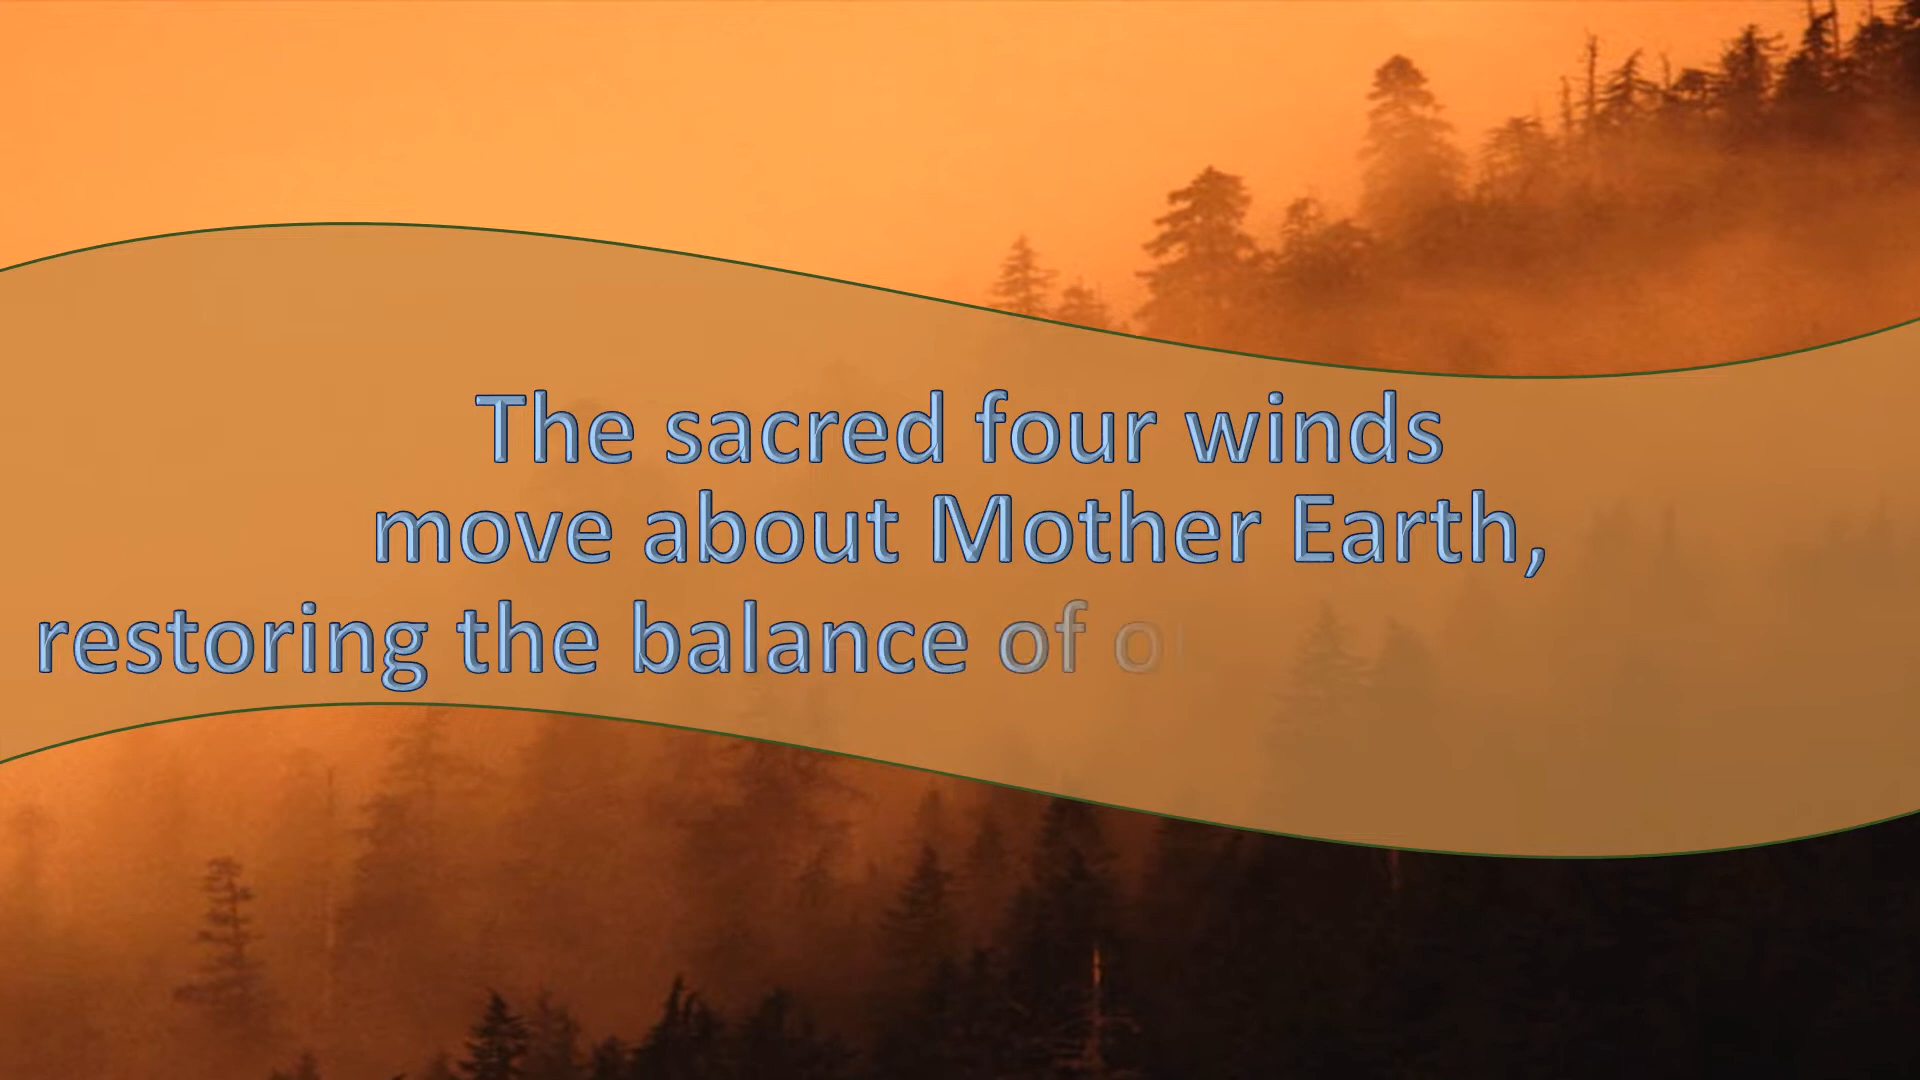 The sacred four winds
move about Mother Earth,
restoring the balance of